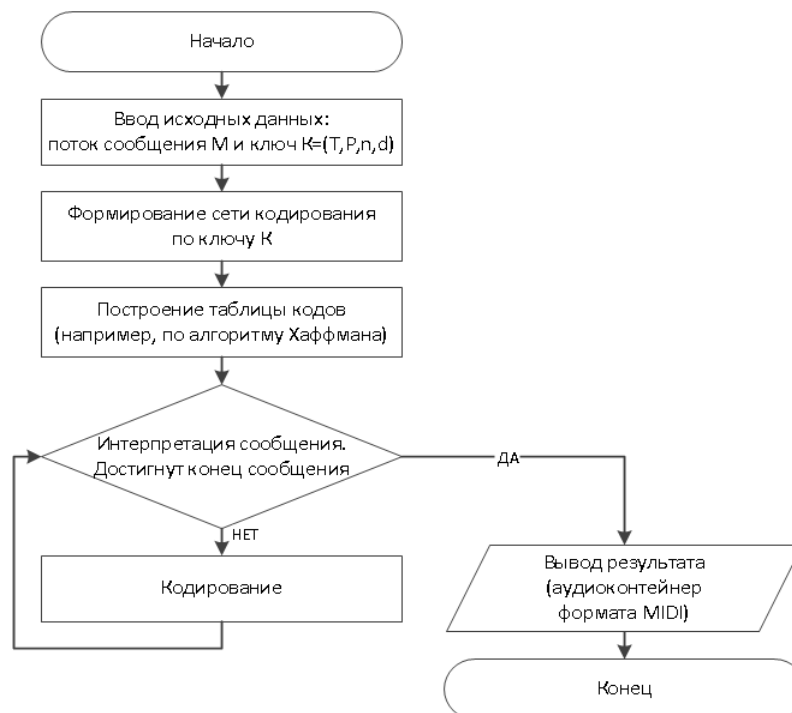 Начало
Ввод исходных данных:
поток сообщения М и ключ К=(T,P,n,d)
Формирование сети кодирования
по ключу К
Построение таблицы кодов
(например, по алгоритму Хаффмана)
Интерпретация сообщения.
Достигнут конец сообщения
ДА
НЕТ
Кодирование
Вывод результата
(аудиоконтейнер
формата MIDI)
Конец